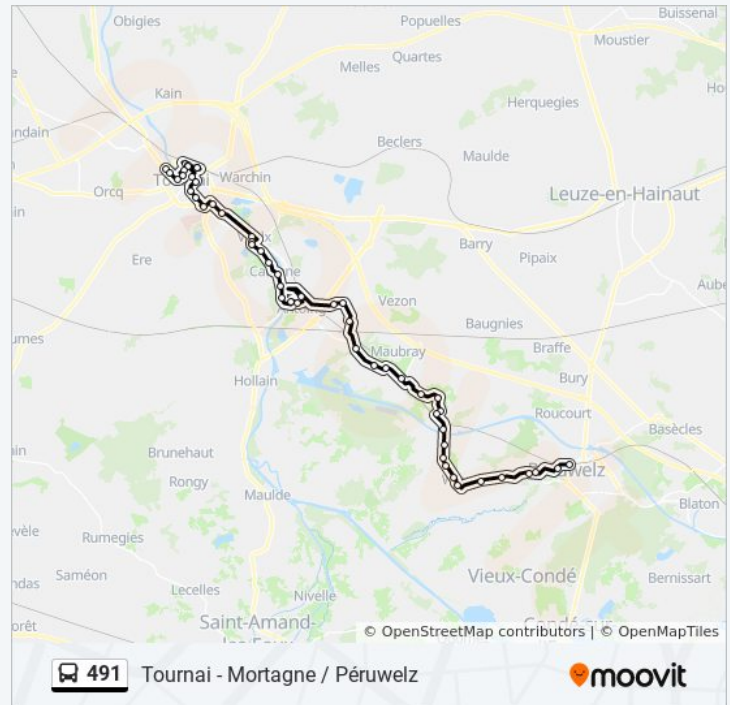 Obigies
Popuelles
Buissenal
Moustier
Quartes
Melles
Kain
Herquegies
Beclers
Maulde
Warchin
Orcq
Leuze-en-Hainaut
Barry
Pipaix
Ere
Vezon
Baugnies
Braffe
Maubray
Hollain
Bury
Roucourt
Basècles
Brunehaut
Rongy
Maulde
Blaton
Rumegies
Saméon
Vieux-Condé
Bernissart
Lecelles
Nivelle
Saint-Amand-
© OpenStreetMap contributors | © OpenMapTiles
491 Tournai - Mortagne / Péruwelz
moovit